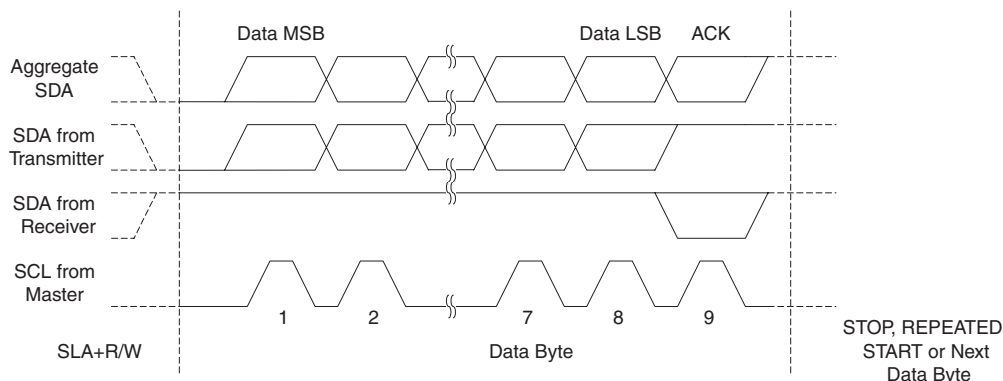 Data MSB Data LSB ACK
Aggregate
SDA
SDA from
Transmitter
SDA from
Receiver
SCL from
Master
1 2 7 8 9
SLA+R/W Data Byte
STOP, REPEATED
START or Next
Data Byte